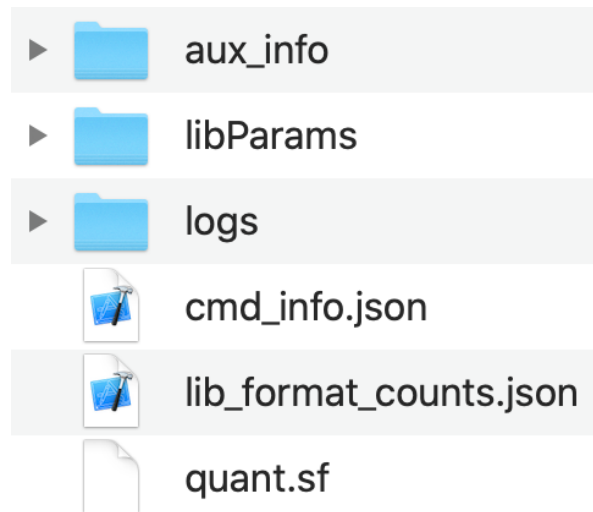 aux_info
libParams
logs
cmd_info.json
lib_format_counts.json
quant.sf